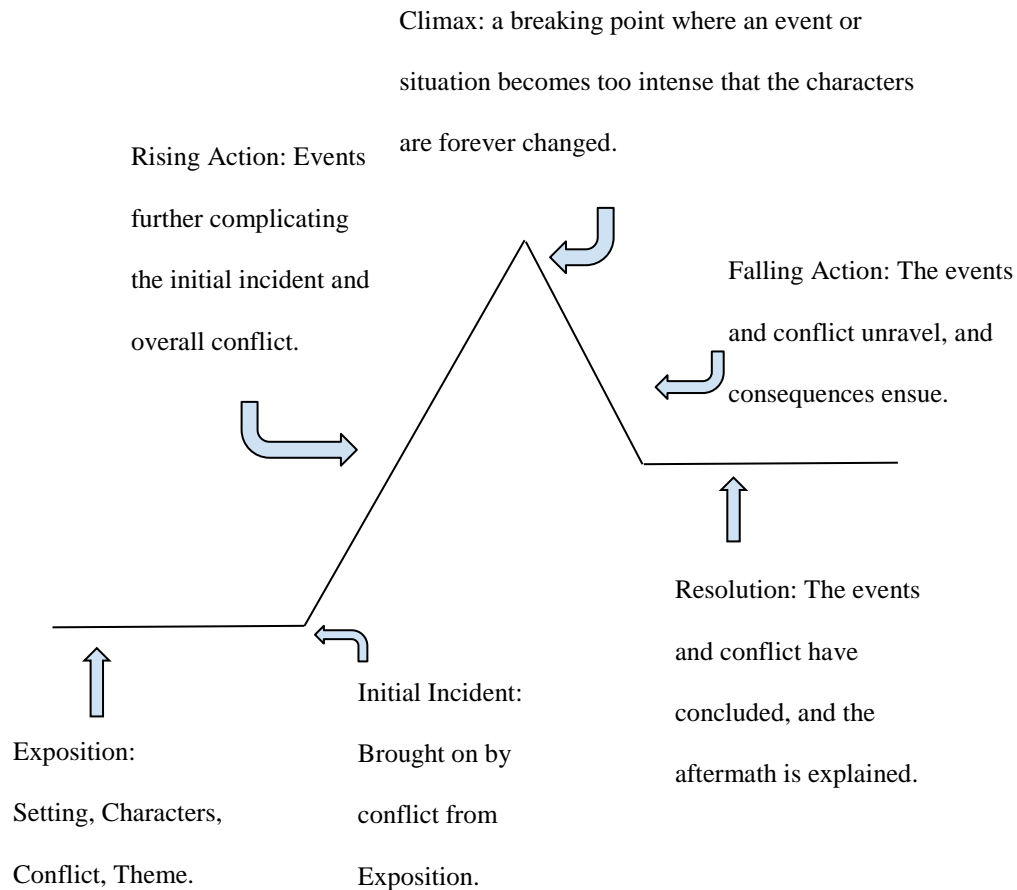 Climax: a breaking point where an event or
situation becomes too intense that the characters
are forever changed.
Rising Action: Events
further complicating
the initial incident and
overall conflict.
Falling Action: The events
and conflict unravel, and
consequences ensue.
Resolution: The events
and conflict have
concluded, and the
aftermath is explained.
Initial Incident:
Brought on by
conflict from
Exposition.
Exposition:
Setting, Characters,
Conflict, Theme.